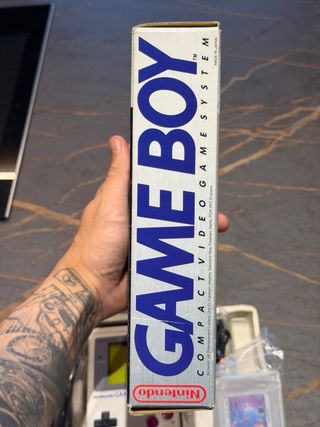 GAME BOY™
COMPACT VIDEO GAME SYSTEM
MADE IN JAPAN
Nintendo